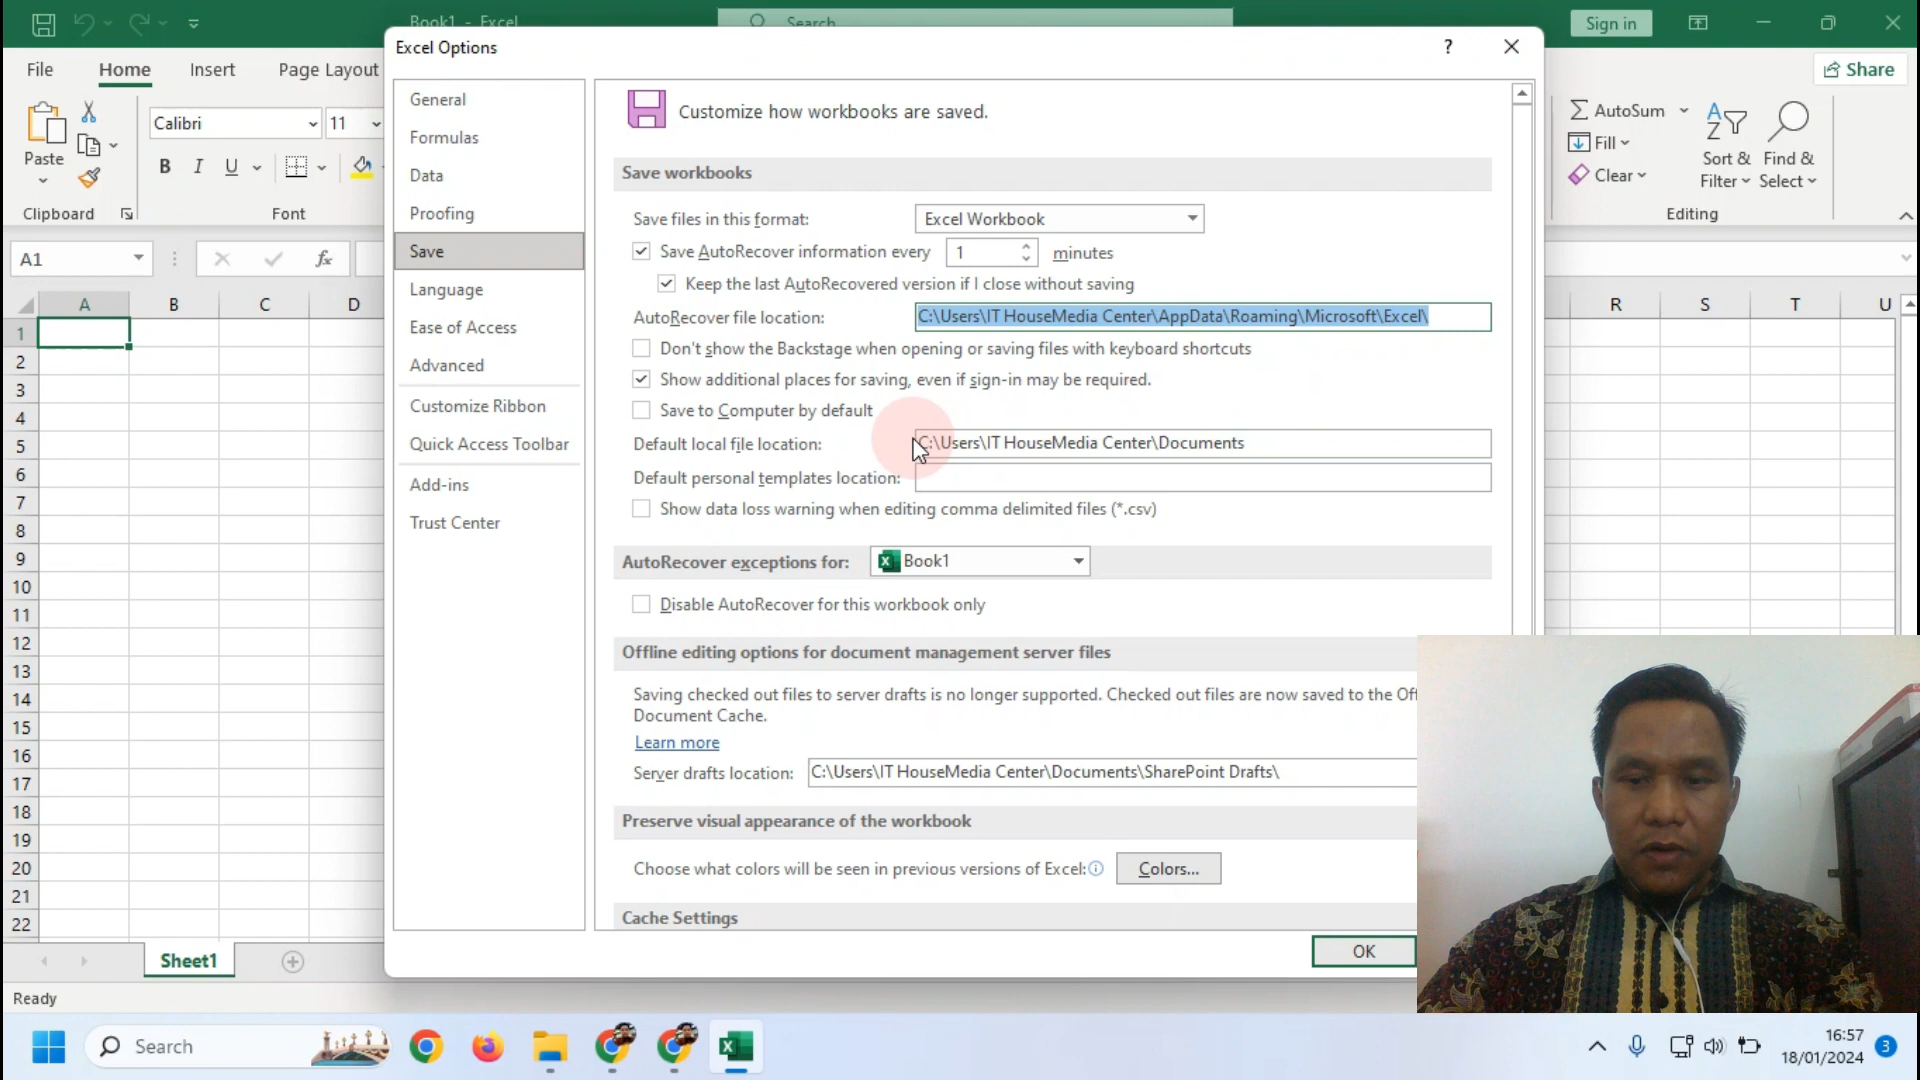 Book1 - Excel
Search
Sign in
Excel Options
?
File
Home
Insert
Page Layout
Share
Calibri
11
Paste
B
I
U
Clipboard
Font
AutoSum
Fill
Clear
Sort &
Filter
Find &
Select
Editing
A1
fx
A
B
C
D
R
S
T
U
1
2
3
4
5
6
7
8
9
10
11
12
13
14
15
16
17
18
19
20
21
22
General
Formulas
Data
Proofing
Save
Language
Ease of Access
Advanced
Customize Ribbon
Quick Access Toolbar
Add-ins
Trust Center
Customize how workbooks are saved.
Save workbooks
Save files in this format:
Excel Workbook
Save AutoRecover information every
1
minutes
Keep the last AutoRecovered version if I close without saving
AutoRecover file location:
C:\Users\IT HouseMedia Center\AppData\Roaming\Microsoft\Excel\
Don't show the Backstage when opening or saving files with keyboard shortcuts
Show additional places for saving, even if sign-in may be required.
Save to Computer by default
Default local file location:
C:\Users\IT HouseMedia Center\Documents
Default personal templates location:
Show data loss warning when editing comma delimited files (*.csv)
AutoRecover exceptions for:
Book1
Disable AutoRecover for this workbook only
Offline editing options for document management server files
Saving checked out files to server drafts is no longer supported. Checked out files are now saved to the Of
Document Cache.
Learn more
Server drafts location:
C:\Users\IT HouseMedia Center\Documents\SharePoint Drafts\
Preserve visual appearance of the workbook
Choose what colors will be seen in previous versions of Excel:
Colors...
Cache Settings
OK
Sheet1
Ready
Search
16:57
18/01/2024
3